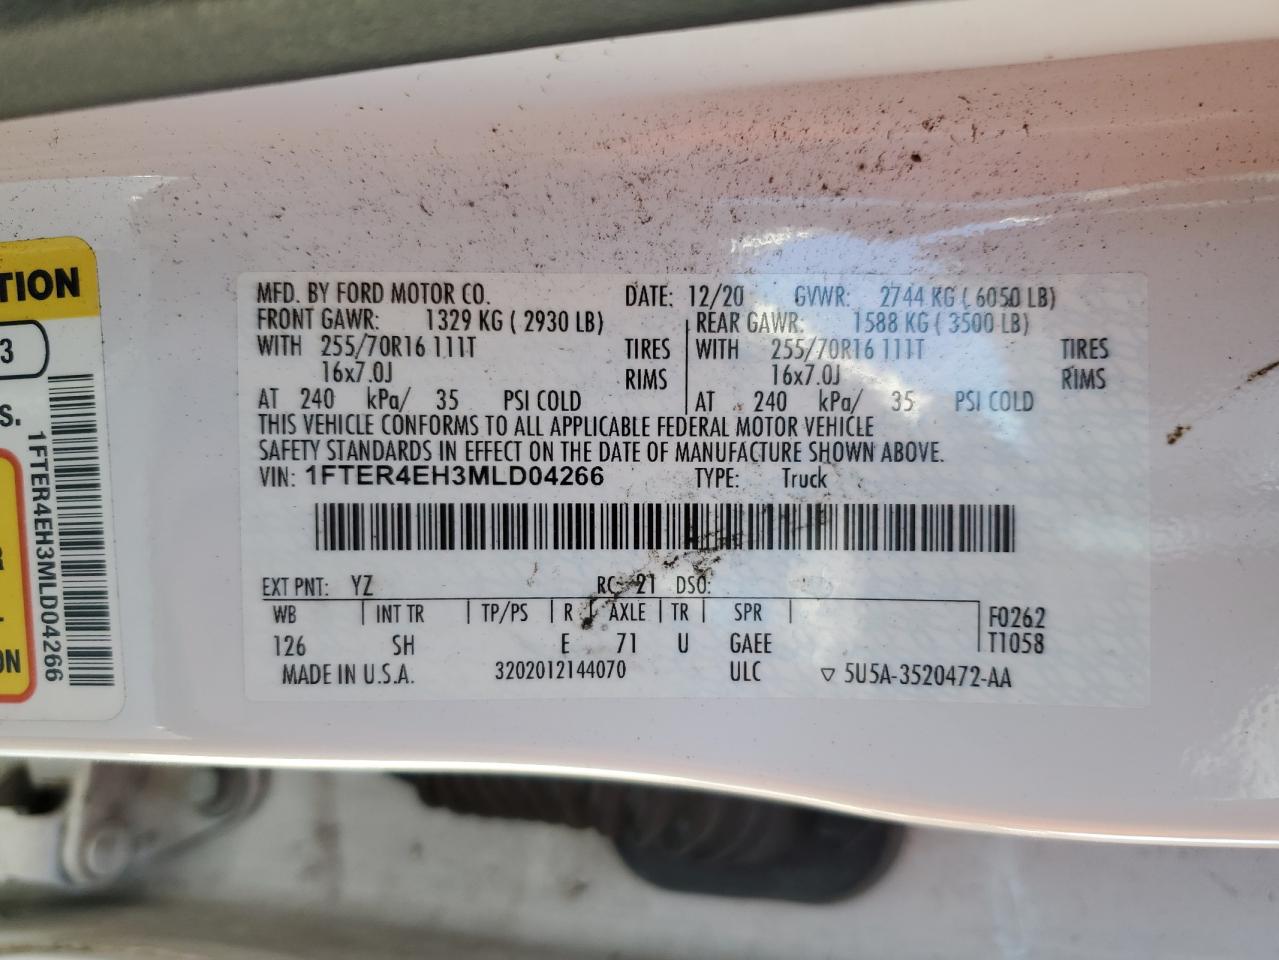 MFD. BY FORD MOTOR CO. DATE: 12/20 GVWR: 2744 KG ( 6050 LB)
FRONT GAWR: 1329 KG ( 2930 LB) REAR GAWR: 1588 KG ( 3500 LB)
WITH 255/70R16 111T TIRES WITH 255/70R16 111T TIRES
16x7.0J RIMS 16x7.0J RIMS
AT 240 kPa/ 35 PSI COLD AT 240 kPa/ 35 PSI COLD
THIS VEHICLE CONFORMS TO ALL APPLICABLE FEDERAL MOTOR VEHICLE
SAFETY STANDARDS IN EFFECT ON THE DATE OF MANUFACTURE SHOWN ABOVE.
VIN: 1FTER4EH3MLD04266 TYPE: Truck
EXT PNT: YZ RC: 21 DSO:
WB INT TR TP/PS R AXLE TR SPR F0262
126 SH E 71 U GAEE T1058
MADE IN U.S.A. 3202012144070 ULC ▽ 5U5A-3520472-AA
TION
3
S.
1FTER4EH3MLD04266
R
ON